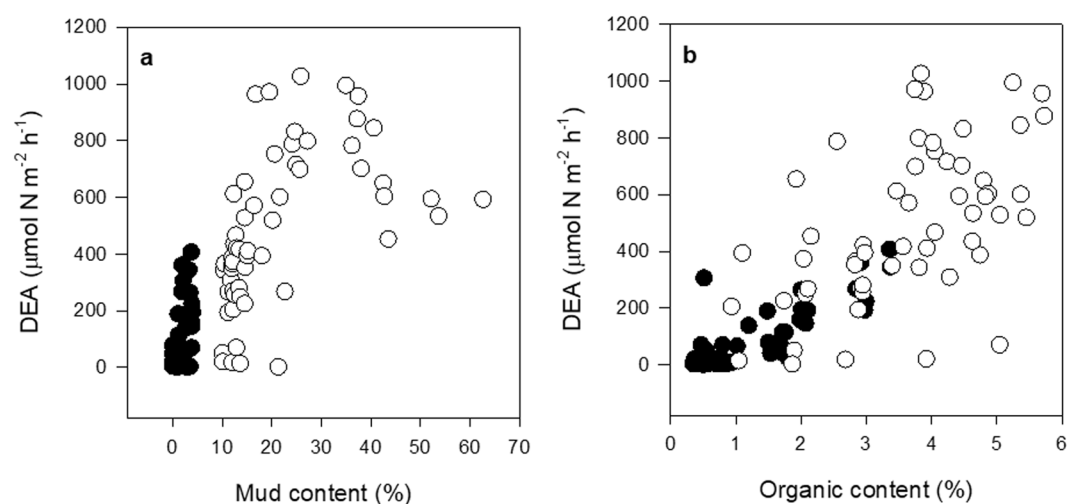 a
DEA (μmol N m⁻² h⁻¹)
1200
1000
800
600
400
200
0
0 10 20 30 40 50 60 70
Mud content (%)
b
DEA (μmol N m⁻² h⁻¹)
1200
1000
800
600
400
200
0
0 1 2 3 4 5 6
Organic content (%)